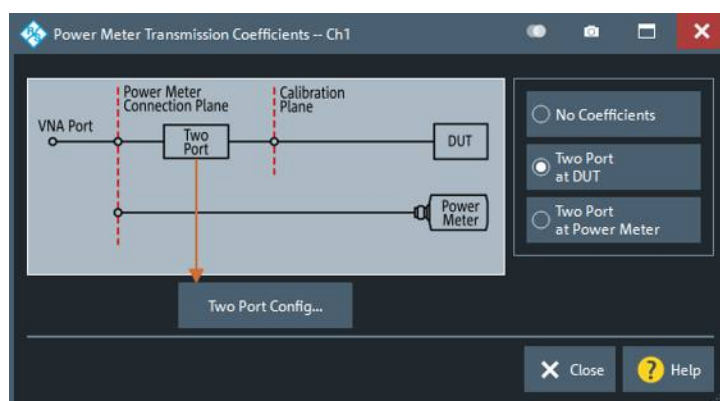 Power Meter Transmission Coefficients -- Ch1
Power Meter
Connection Plane
Calibration
Plane
VNA Port
Two
Port
DUT
Power
Meter
Two Port Config...
No Coefficients
Two Port
at DUT
Two Port
at Power Meter
Close
? Help